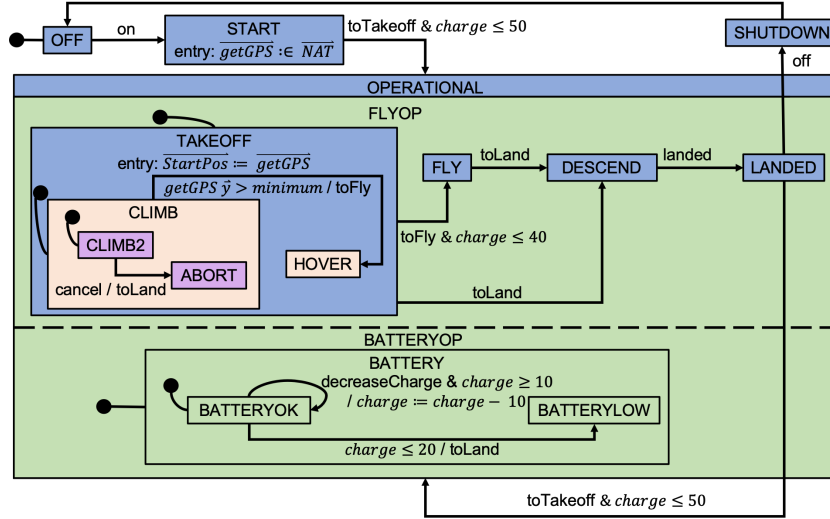 OFF
on
START
entry: getGPS :∈ NAT
toTakeoff & charge ≤ 50
SHUTDOWN
off
OPERATIONAL
FLYOP
TAKEOFF
entry: StartPos ≔ getGPS
getGPS y⃗ > minimum / toFly
CLIMB
CLIMB2
ABORT
cancel / toLand
HOVER
FLY
toLand
DESCEND
landed
LANDED
toFly & charge ≤ 40
toLand
BATTERYOP
BATTERY
decreaseCharge & charge ≥ 10
/ charge ≔ charge − 10
BATTERYOK
BATTERYLOW
charge ≤ 20 / toLand
toTakeoff & charge ≤ 50